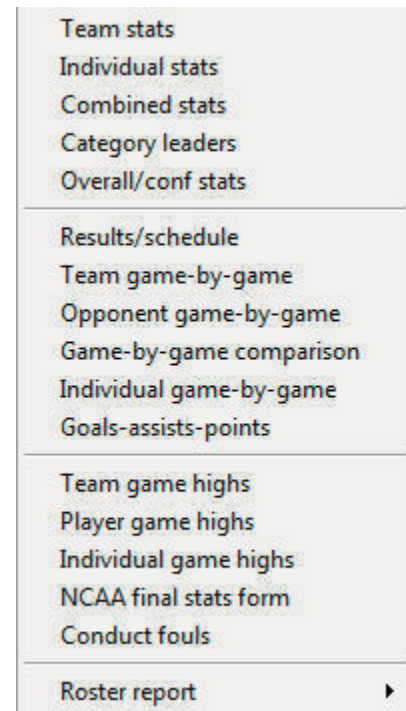 Team stats
Individual stats
Combined stats
Category leaders
Overall/conf stats
Results/schedule
Team game-by-game
Opponent game-by-game
Game-by-game comparison
Individual game-by-game
Goals-assists-points
Team game highs
Player game highs
Individual game highs
NCAA final stats form
Conduct fouls
Roster report